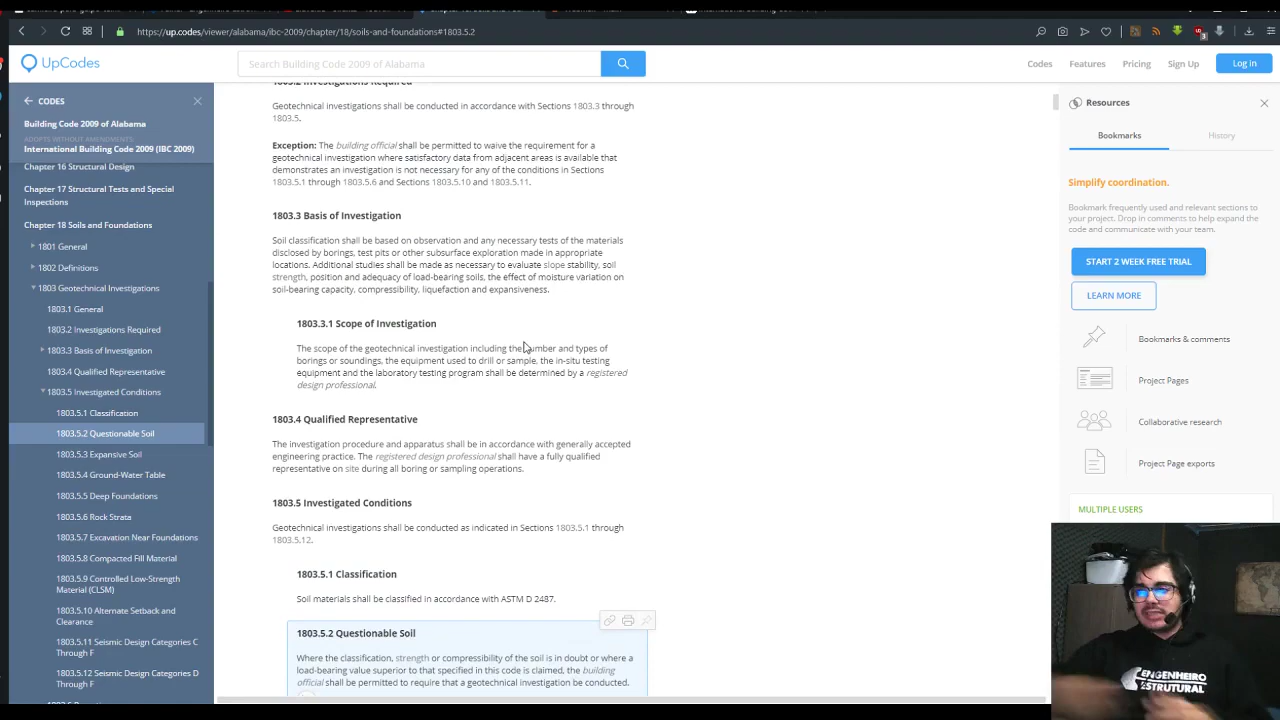 https://up.codes/viewer/alabama/ibc-2009/chapter/18/soils-and-foundations#1803.5.2
UpCodes
Search Building Code 2009 of Alabama
Codes
Features
Pricing
Sign Up
Log In
CODES
Building Code 2009 of Alabama
ADOPTS WITHOUT AMENDMENTS
International Building Code 2009 (IBC 2009)
Chapter 16 Structural Design
Chapter 17 Structural Tests and Special
Inspections
Chapter 18 Soils and Foundations
1801 General
1802 Definitions
1803 Geotechnical Investigations
1803.1 General
1803.2 Investigations Required
1803.3 Basis of Investigation
1803.4 Qualified Representative
1803.5 Investigated Conditions
1803.5.1 Classification
1803.5.2 Questionable Soil
1803.5.3 Expansive Soil
1803.5.4 Ground-Water Table
1803.5.5 Deep Foundations
1803.5.6 Rock Strata
1803.5.7 Excavation Near Foundations
1803.5.8 Compacted Fill Material
1803.5.9 Controlled Low-Strength
Material (CLSM)
1803.5.10 Alternate Setback and
Clearance
1803.5.11 Seismic Design Categories C
Through F
1803.5.12 Seismic Design Categories D
Through F
1803.2 Investigations Required
Geotechnical investigations shall be conducted in accordance with Sections 1803.3 through
1803.5.
Exception: The building official shall be permitted to waive the requirement for a
geotechnical investigation where satisfactory data from adjacent areas is available that
demonstrates an investigation is not necessary for any of the conditions in Sections
1803.5.1 through 1803.5.6 and Sections 1803.5.10 and 1803.5.11.
1803.3 Basis of Investigation
Soil classification shall be based on observation and any necessary tests of the materials
disclosed by borings, test pits or other subsurface exploration made in appropriate
locations. Additional studies shall be made as necessary to evaluate slope stability, soil
strength, position and adequacy of load-bearing soils, the effect of moisture variation on
soil-bearing capacity, compressibility, liquefaction and expansiveness.
1803.3.1 Scope of Investigation
The scope of the geotechnical investigation including the number and types of
borings or soundings, the equipment used to drill or sample, the in-situ testing
equipment and the laboratory testing program shall be determined by a registered
design professional.
1803.4 Qualified Representative
The investigation procedure and apparatus shall be in accordance with generally accepted
engineering practice. The registered design professional shall have a fully qualified
representative on site during all boring or sampling operations.
1803.5 Investigated Conditions
Geotechnical investigations shall be conducted as indicated in Sections 1803.5.1 through
1803.5.12.
1803.5.1 Classification
Soil materials shall be classified in accordance with ASTM D 2487.
1803.5.2 Questionable Soil
Where the classification, strength or compressibility of the soil is in doubt or where a
load-bearing value superior to that specified in this code is claimed, the building
official shall be permitted to require that a geotechnical investigation be conducted.
Resources
Bookmarks
History
Simplify coordination.
Bookmark frequently used and relevant sections to
your project. Drop in comments to help expand the
code and communicate with your team.
START 2 WEEK FREE TRIAL
LEARN MORE
Bookmarks & comments
Project Pages
Collaborative research
Project Page exports
MULTIPLE USERS
ENGENHEIRO
ESTRUTURAL